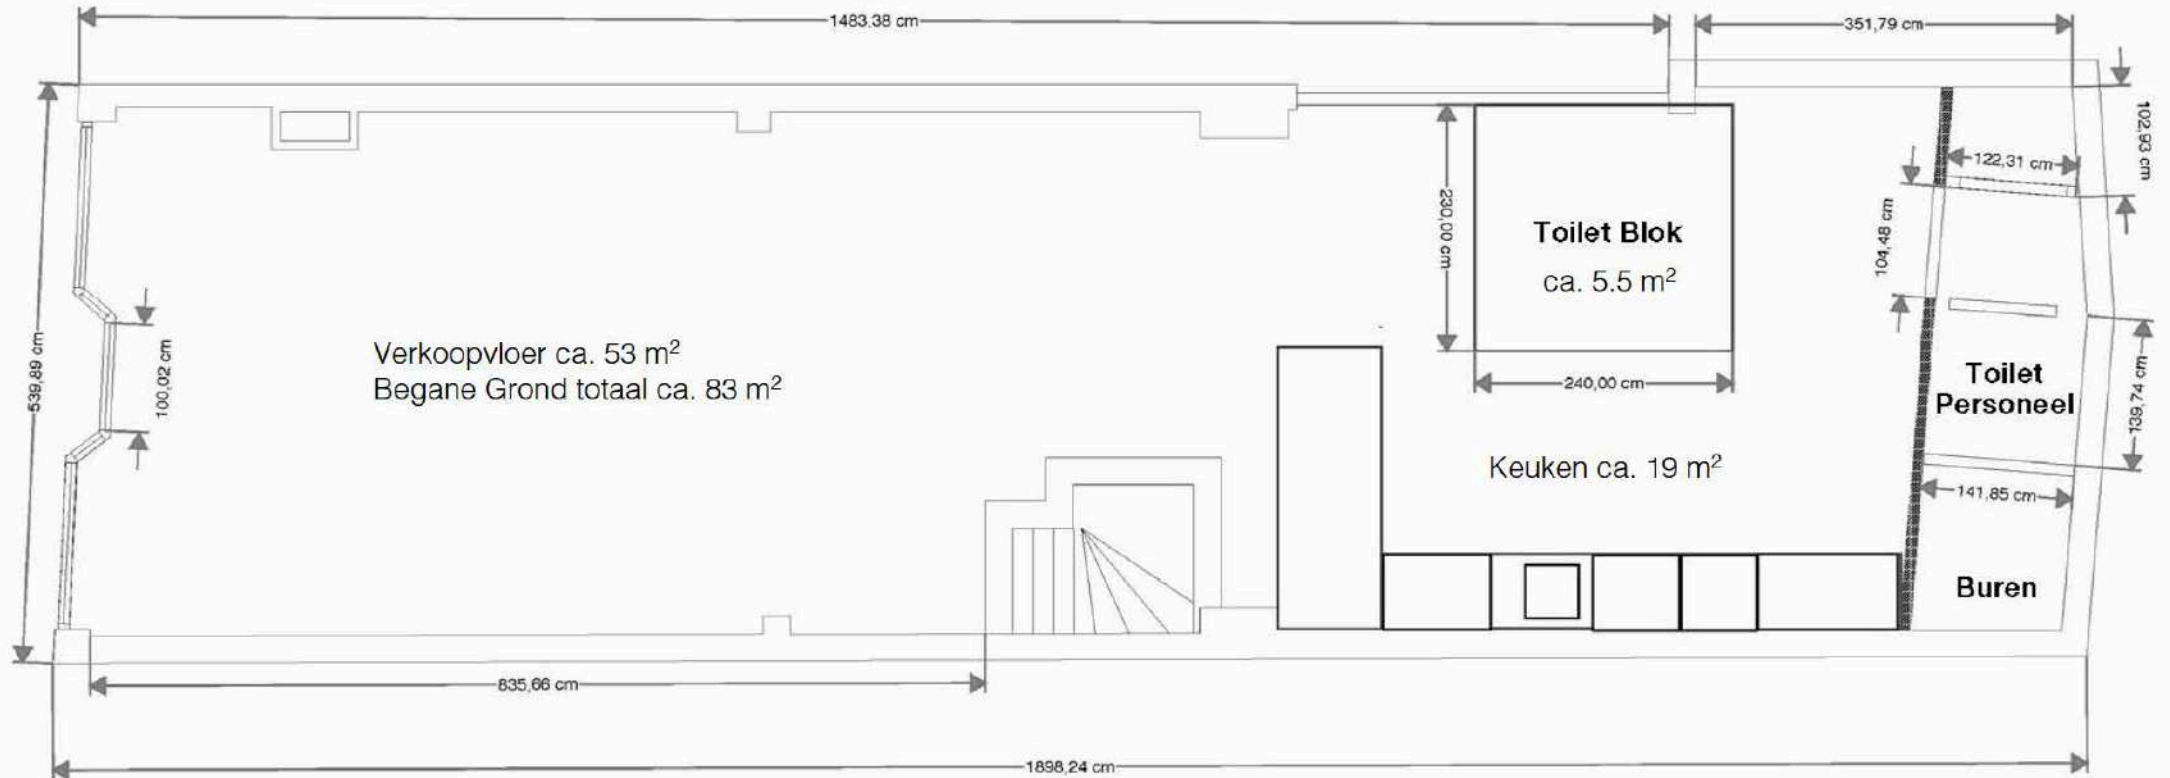 1483,38 cm
351,79 cm
102,93 cm
122,31 cm
230,00 cm
Toilet Blok
ca. 5.5 m²
104,48 cm
539,89 cm
100,02 cm
Verkoopvloer ca. 53 m²
Begane Grond totaal ca. 83 m²
240,00 cm
Toilet
Personeel
139,74 cm
Keuken ca. 19 m²
141,85 cm
Buren
835,66 cm
1898,24 cm